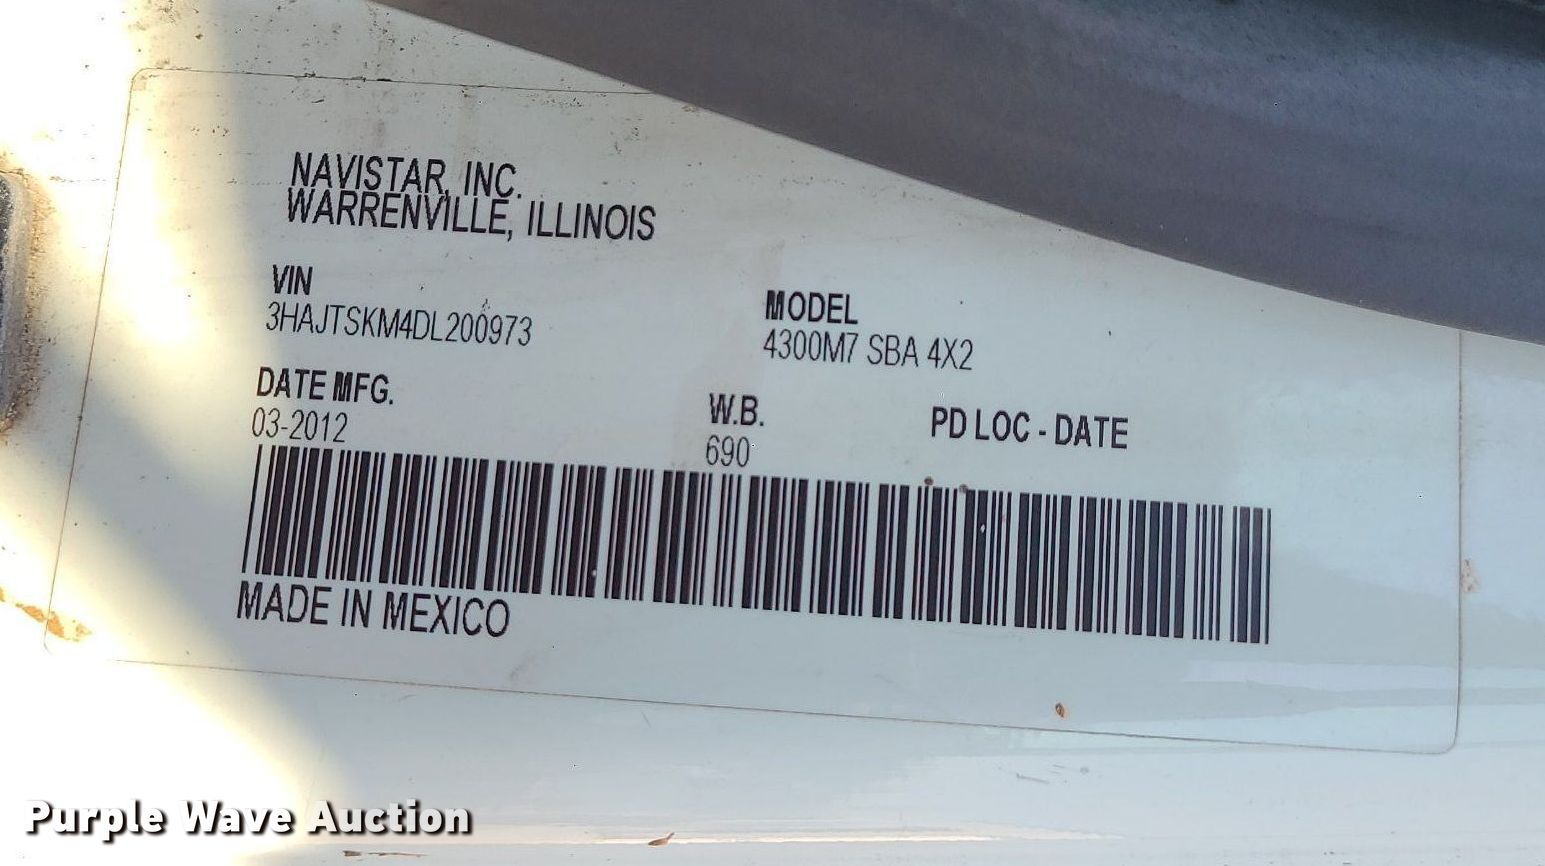 NAVISTAR, INC.
WARRENVILLE, ILLINOIS
VIN
3HAJTSKM4DL200973
MODEL
4300M7 SBA 4X2
DATE MFG.
03-2012
W.B.
690
PD LOC - DATE
MADE IN MEXICO
Purple Wave Auction